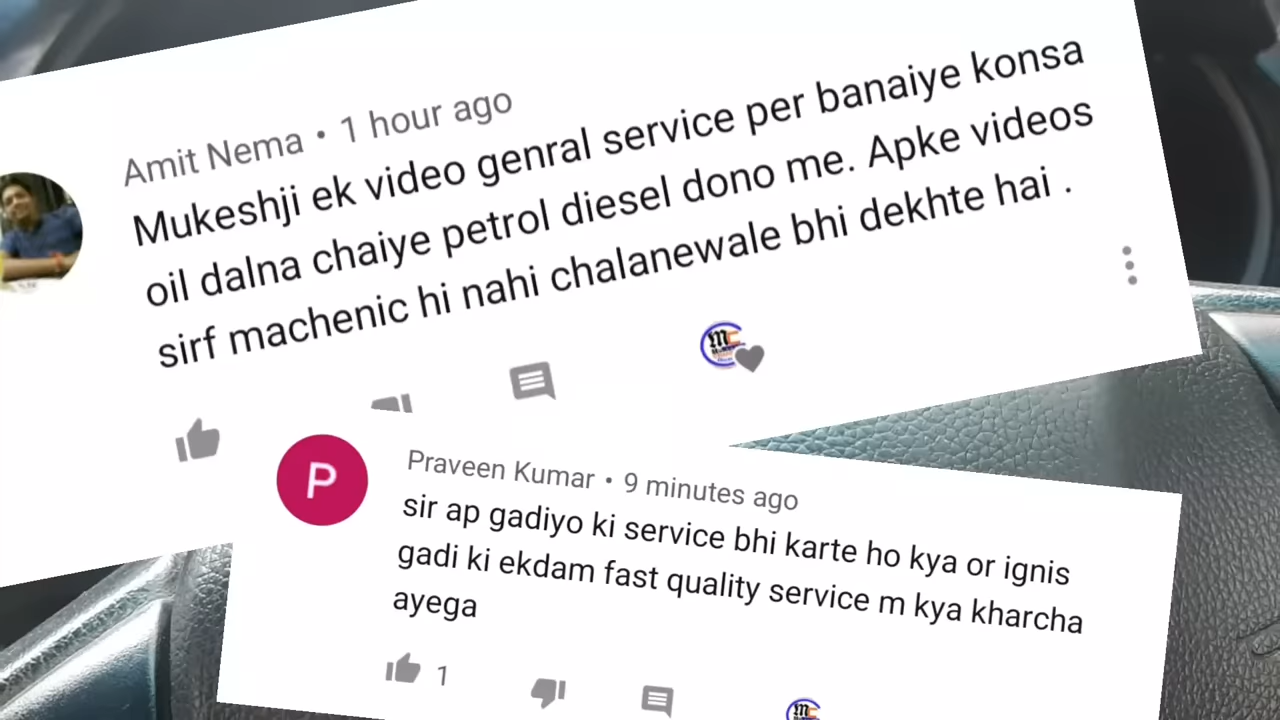 Amit Nema • 1 hour ago
Mukeshji ek video genral service per banaiye konsa
oil dalna chaiye petrol diesel dono me. Apke videos
sirf machenic hi nahi chalanewale bhi dekhte hai .
P
Praveen Kumar • 9 minutes ago
sir ap gadiyo ki service bhi karte ho kya or ignis
gadi ki ekdam fast quality service m kya kharcha
ayega
1